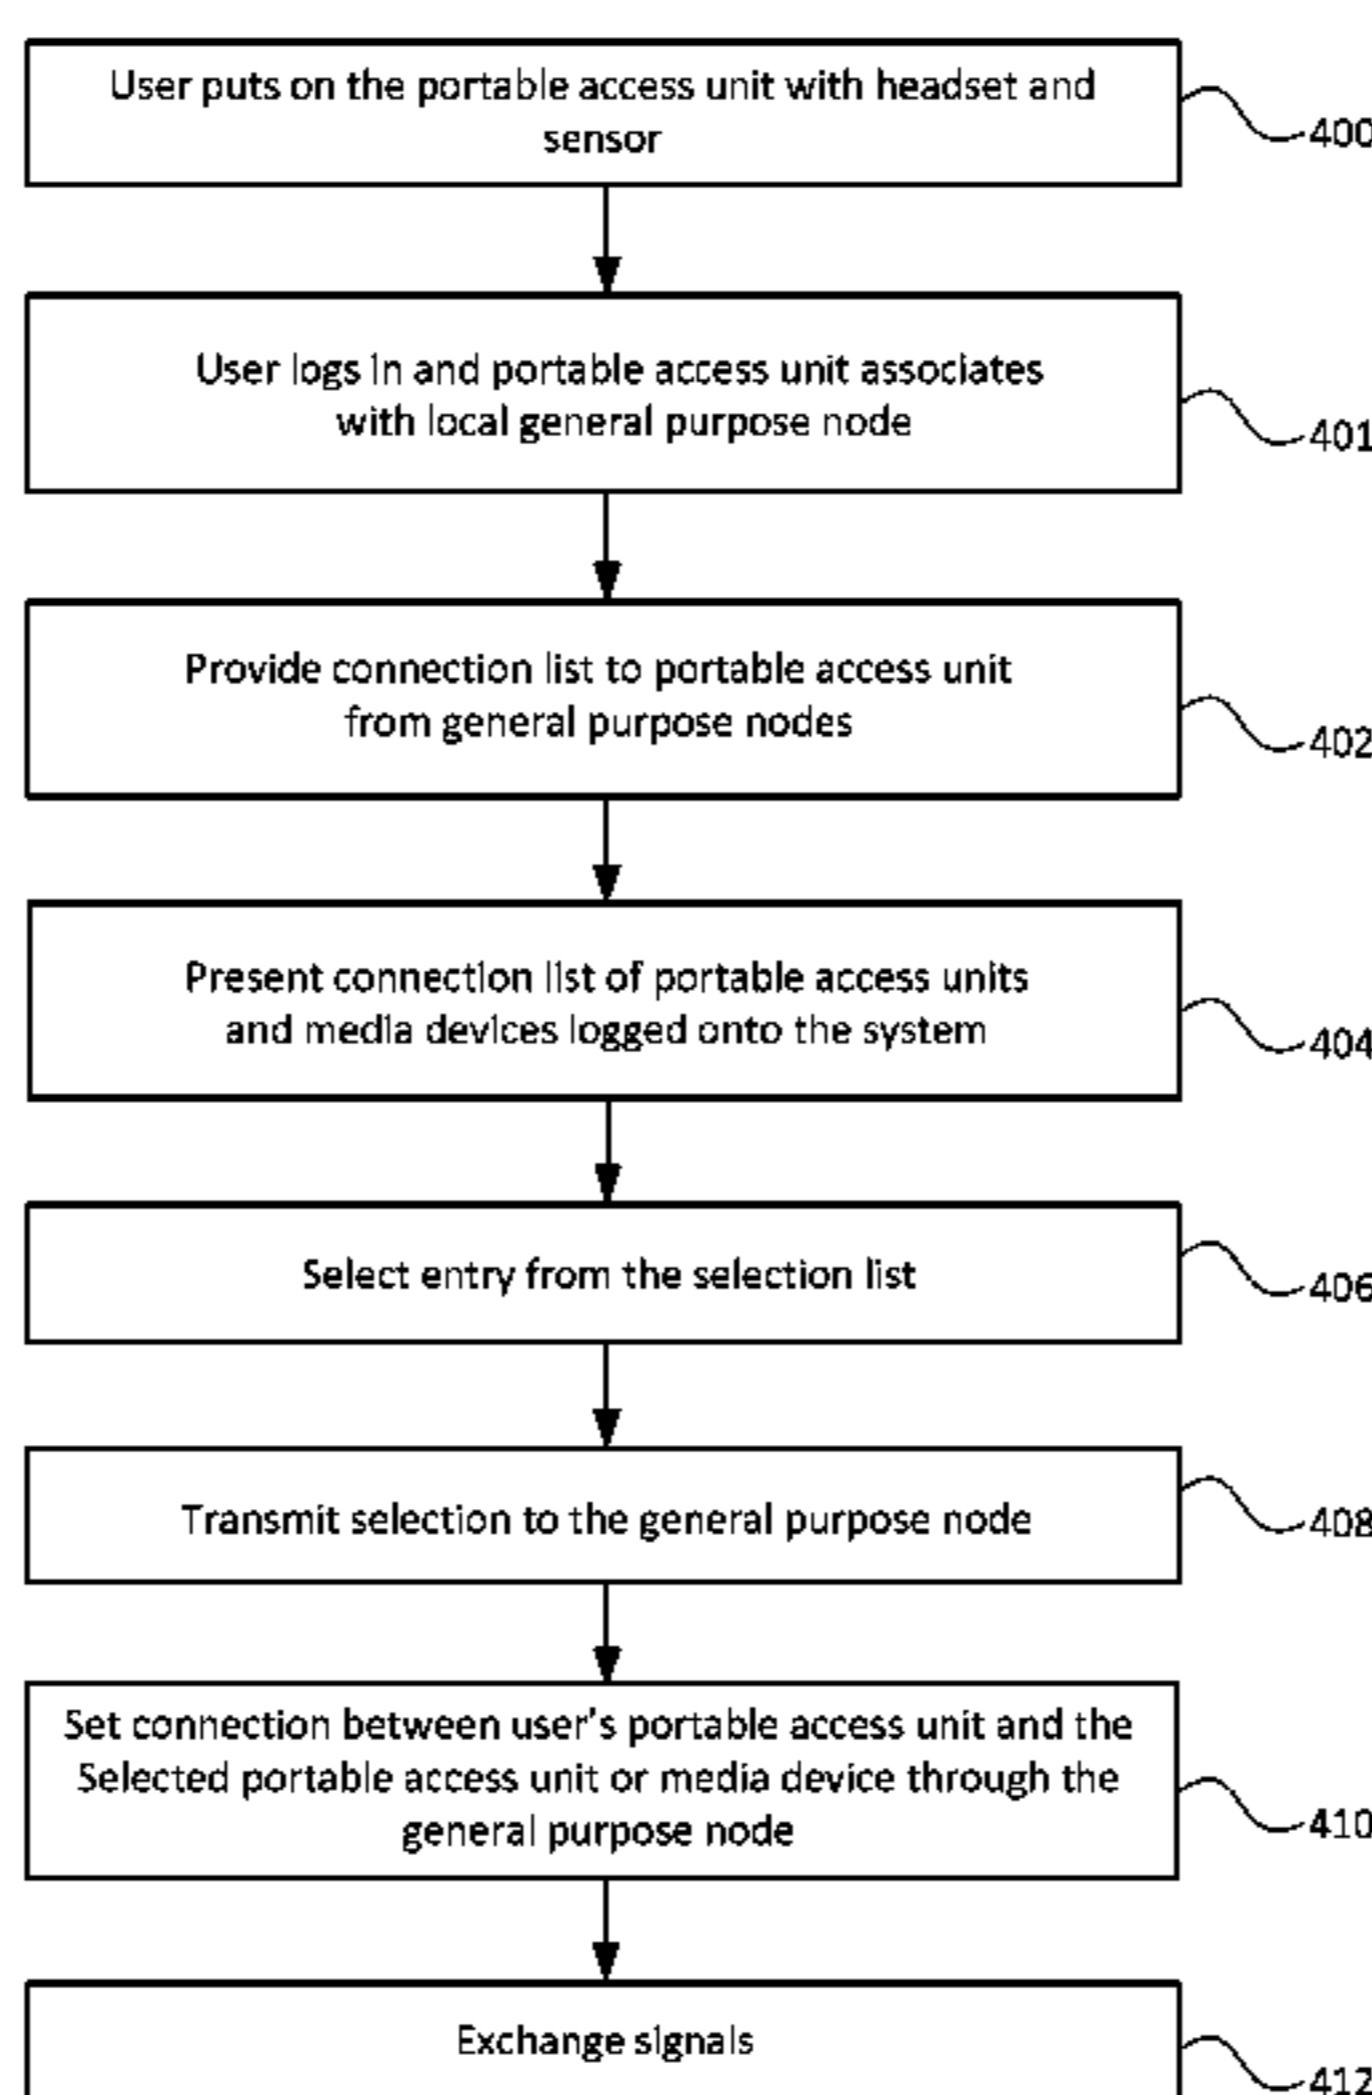 User puts on the portable access unit with headset and
sensor
400
User logs in and portable access unit associates
with local general purpose node
401
Provide connection list to portable access unit
from general purpose nodes
402
Present connection list of portable access units
and media devices logged onto the system
404
Select entry from the selection list
406
Transmit selection to the general purpose node
408
Set connection between user's portable access unit and the
Selected portable access unit or media device through the
general purpose node
410
Exchange signals
412